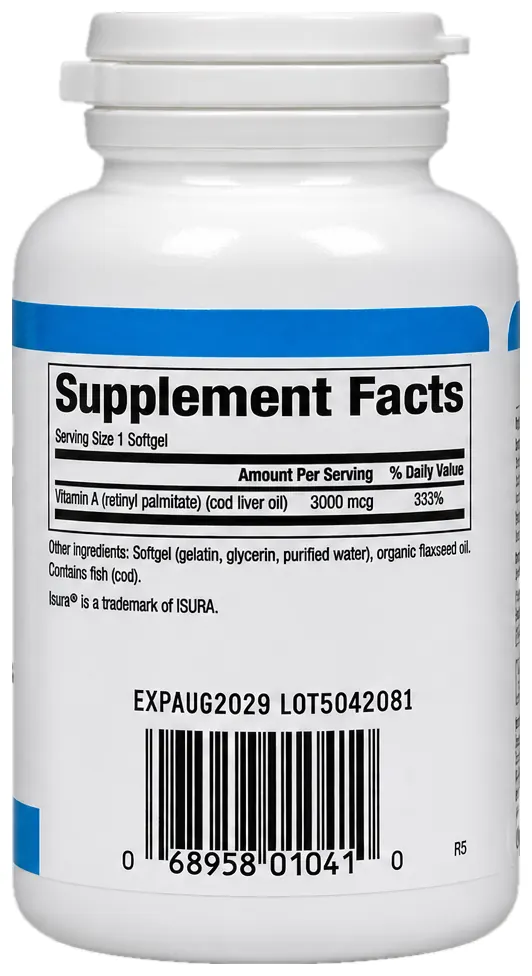 Supplement Facts
Serving Size 1 Softgel
Amount Per Serving % Daily Value
Vitamin A (retinyl palmitate) (cod liver oil) 3000 mcg 333%
Other ingredients: Softgel (gelatin, glycerin, purified water), organic flaxseed oil.
Contains fish (cod).
Isura® is a trademark of ISURA.
EXPAUG2029 LOT5042081
0 68958 01041 0
R5